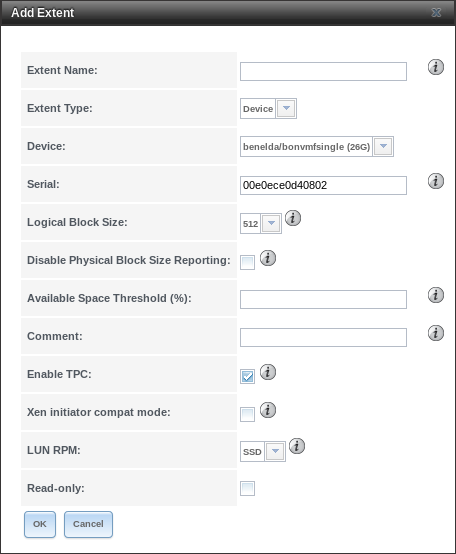 Add Extent
Extent Name:
Extent Type: Device
Device: benelda/bonvmfsingle (26G)
Serial: 00e0ece0d40802
Logical Block Size: 512
Disable Physical Block Size Reporting:
Available Space Threshold (%):
Comment:
Enable TPC:
Xen initiator compat mode:
LUN RPM: SSD
Read-only:
OK Cancel